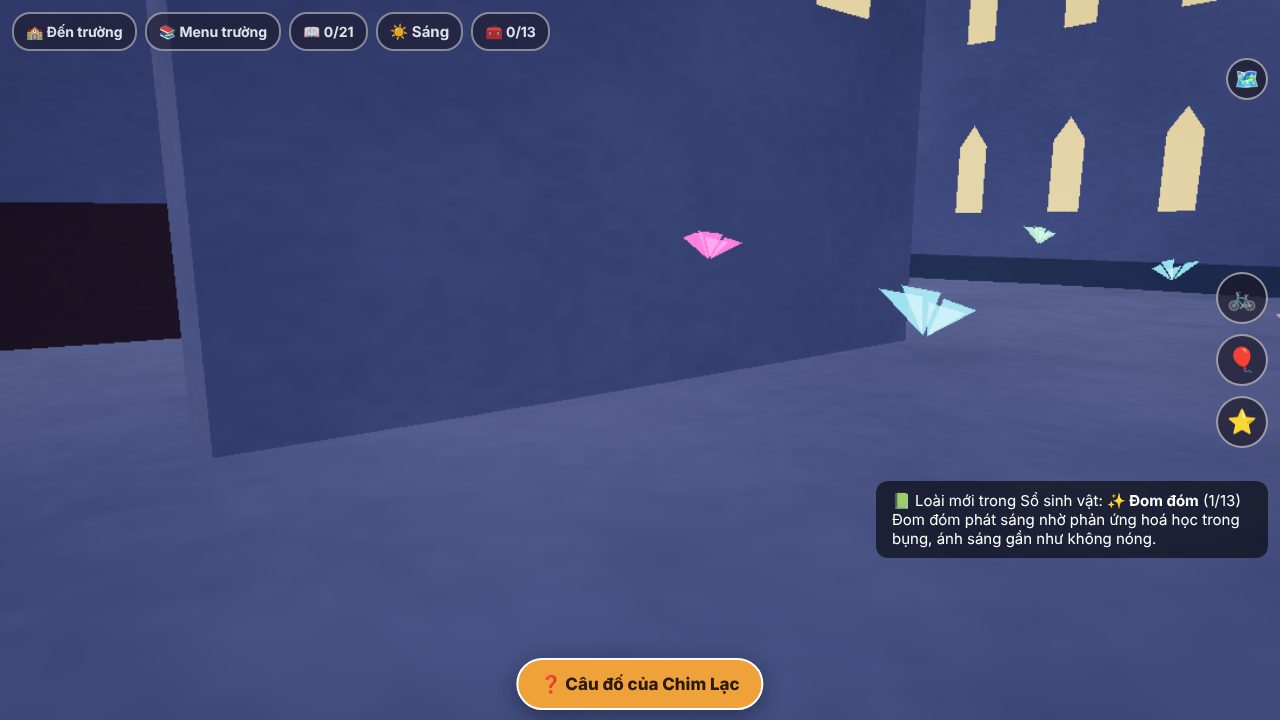 Đến trường
Menu trường
0/21
Sáng
0/13
Loài mới trong Sổ sinh vật: Đom đóm (1/13)
Đom đóm phát sáng nhờ phản ứng hoá học trong
bụng, ánh sáng gần như không nóng.
Câu đố của Chim Lạc